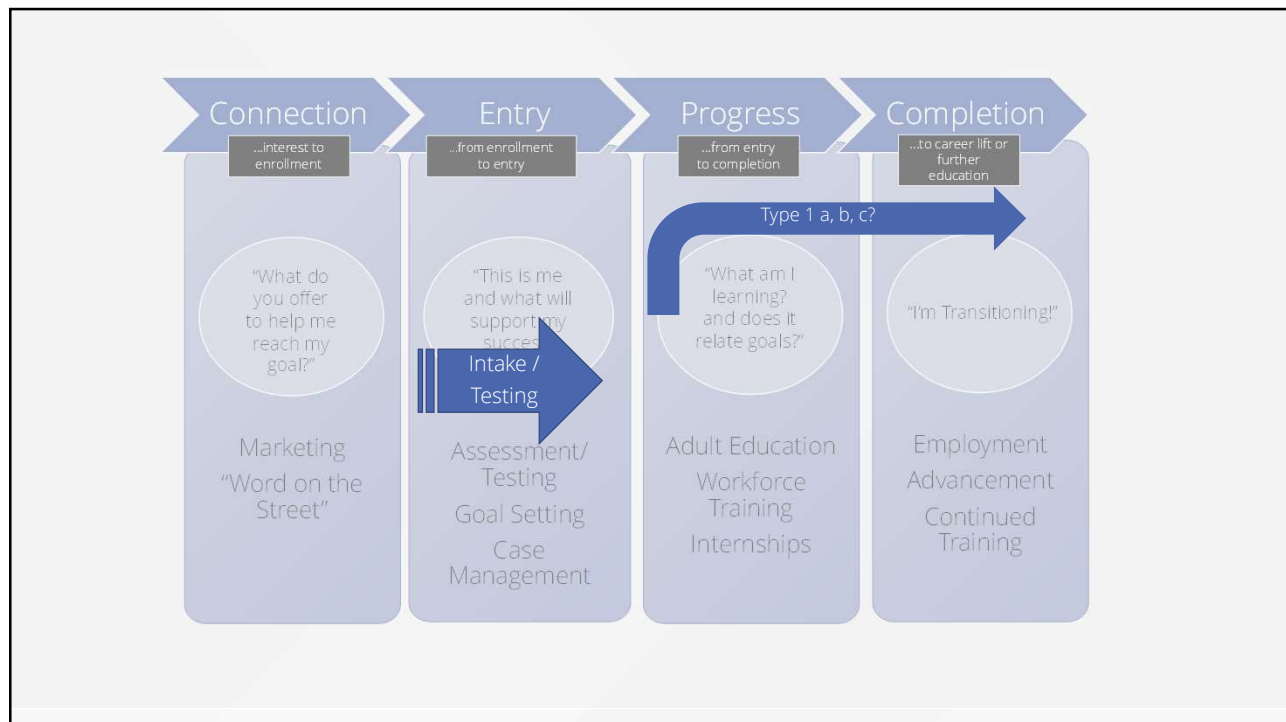 Connection
...interest to
enrollment
"What do
you offer
to help me
reach my
goal?"
Marketing
"Word on the
Street"
Entry
...from enrollment
to entry
"This is me
and what will
support my
Intake /
Testing
Assessment/
Testing
Goal Setting
Case
Management
Progress
...from entry
to completion
Type 1 a, b, c?
"What am I
learning?
and does it
relate goals?"
Adult Education
Workforce
Training
Internships
Completion
...to career lift or
further
education
"I'm Transitioning!"
Employment
Advancement
Continued
Training